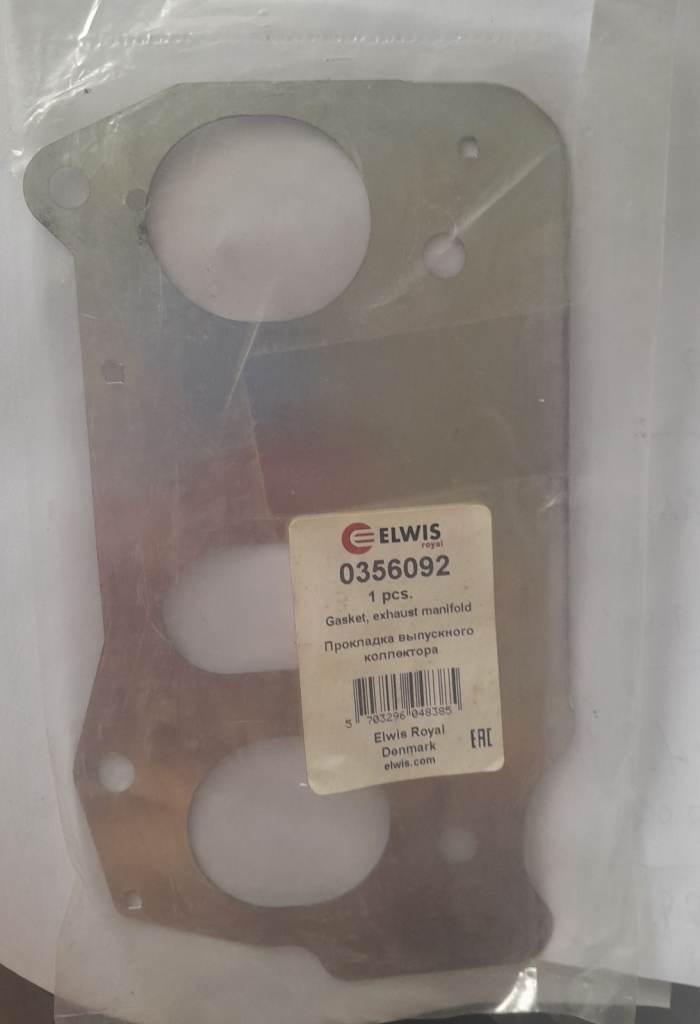 ELWIS
royal
0356092
1 pcs.
Gasket, exhaust manifold
Прокладка выпускного
коллектора
5 703296 048385
Elwis Royal
Denmark
elwis.com
EAC